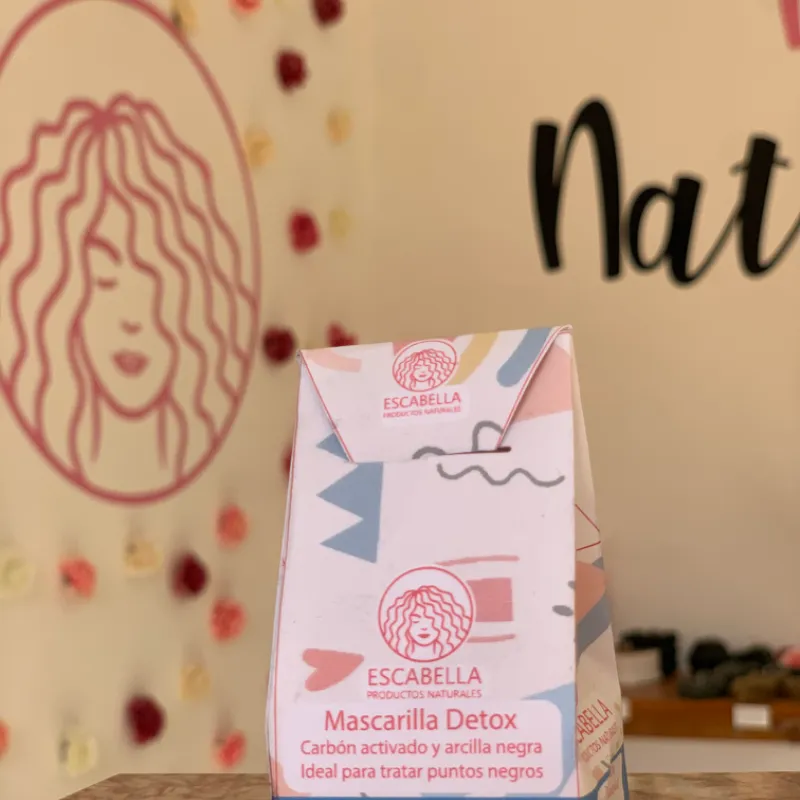 Nat
ESCABELLA
PRODUCTOS NATURALES
ESCABELLA
PRODUCTOS NATURALES
Mascarilla Detox
Carbón activado y arcilla negra
Ideal para tratar puntos negros